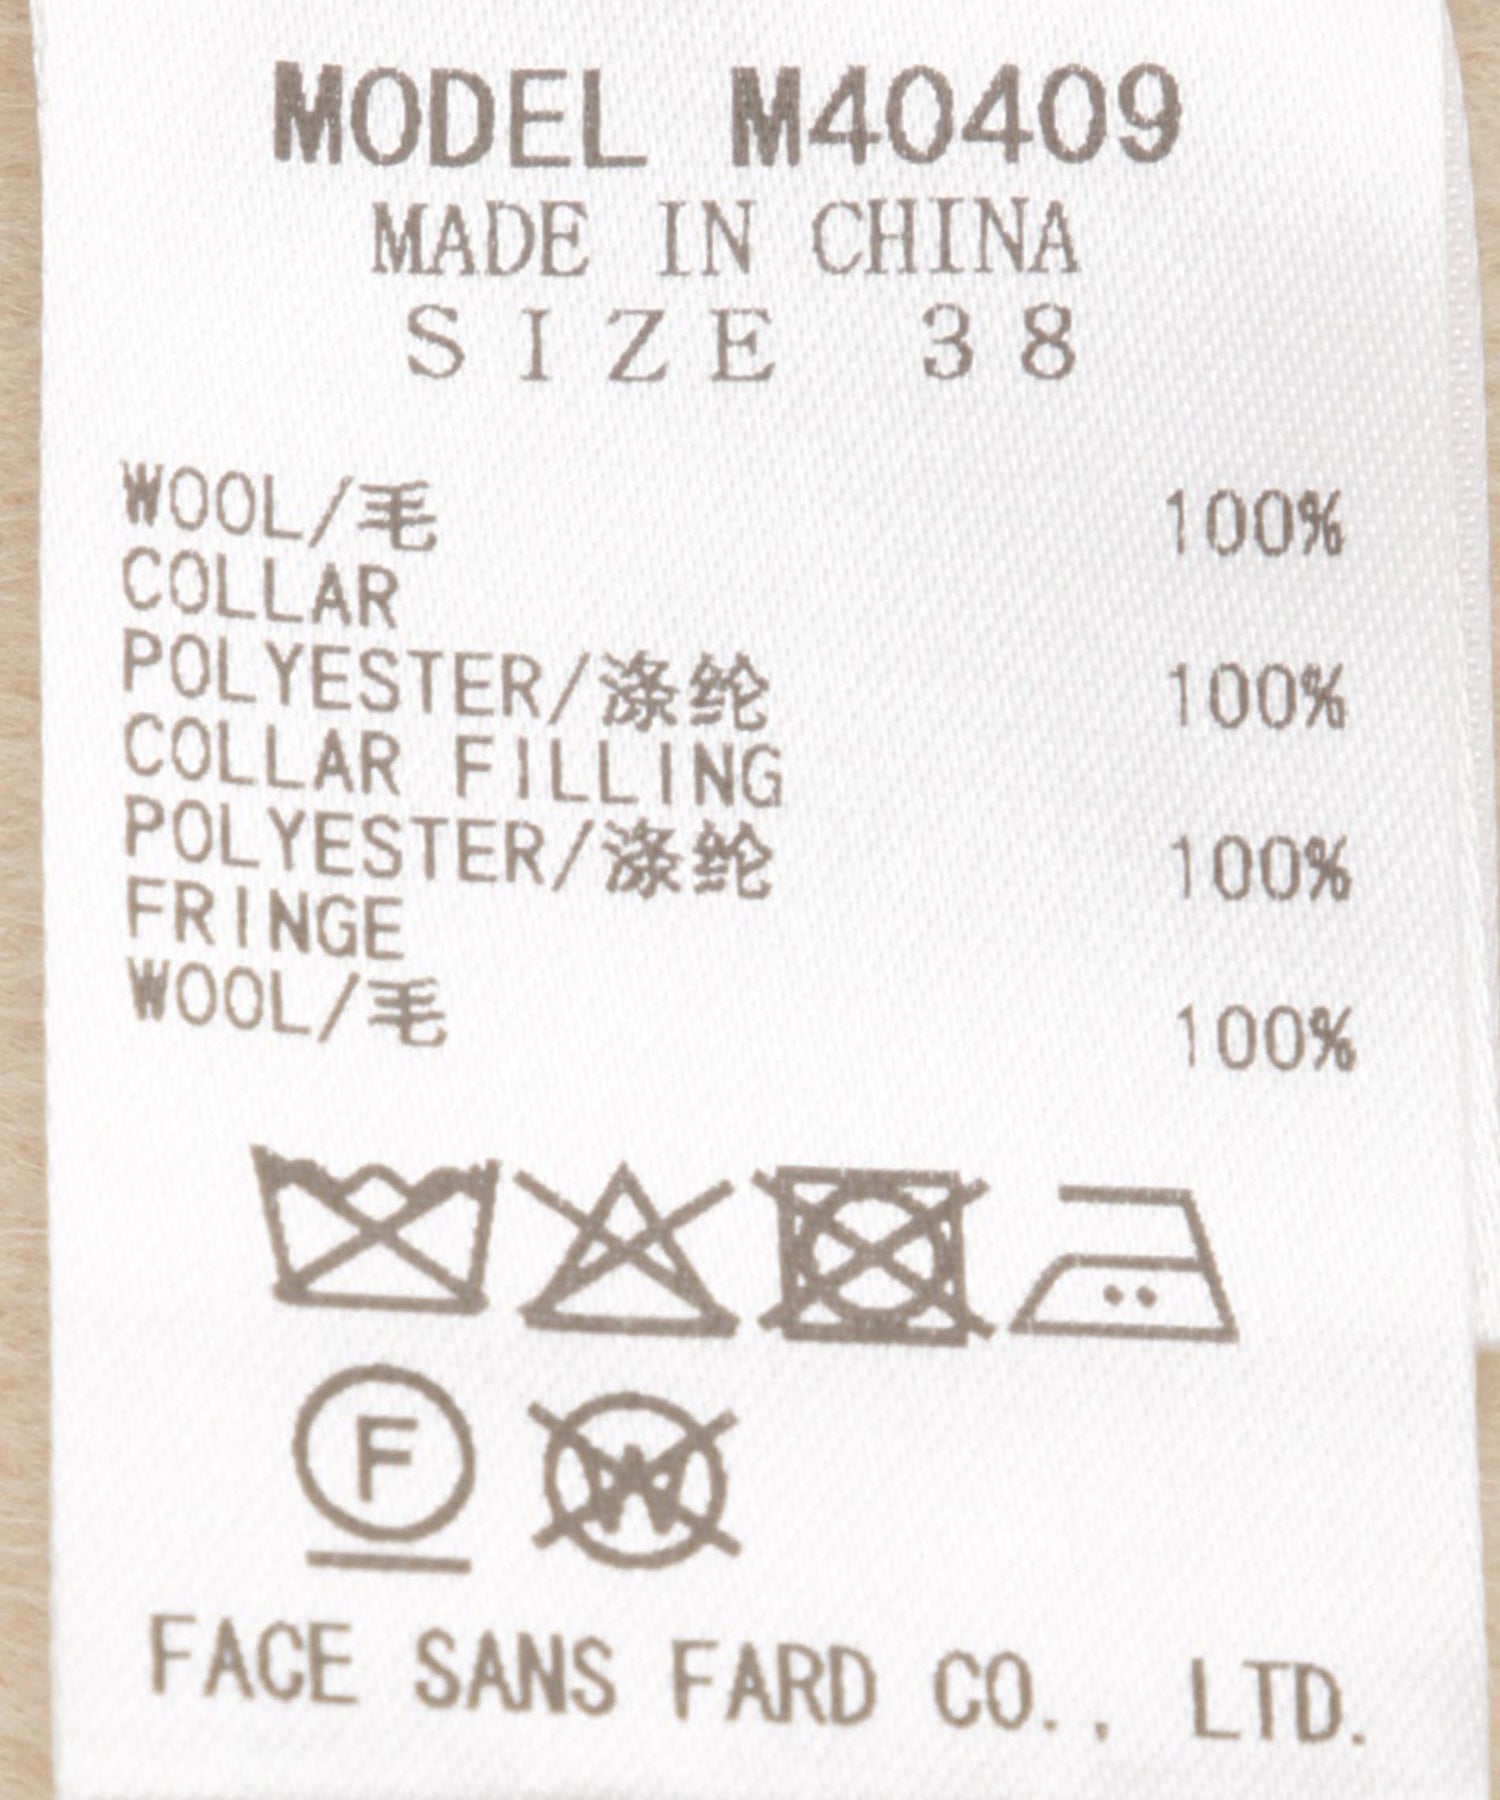 MODEL M40409
MADE IN CHINA
SIZE 38
WOOL/毛 100%
COLLAR
POLYESTER/涤纶 100%
COLLAR FILLING
POLYESTER/涤纶 100%
FRINGE
WOOL/毛 100%
F W
FACE SANS FARD CO., LTD.